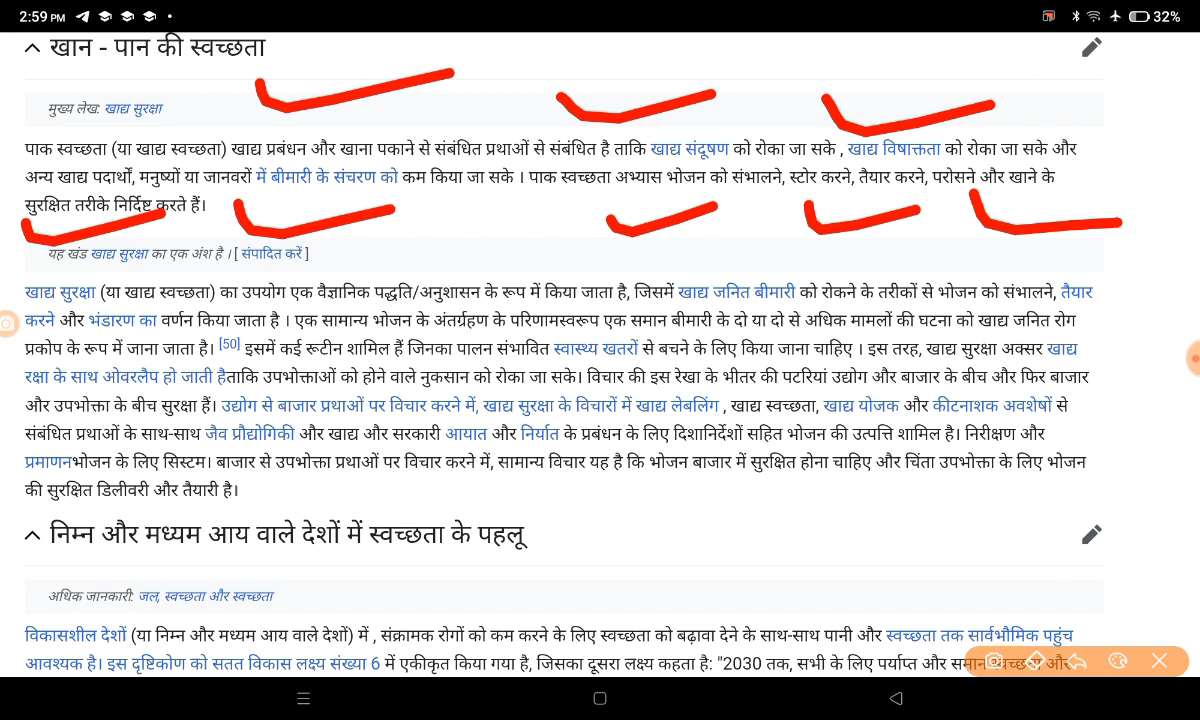 2:59 PM
32%
खान - पान की स्वच्छता
मुख्य लेख: खाद्य सुरक्षा
पाक स्वच्छता (या खाद्य स्वच्छता) खाद्य प्रबंधन और खाना पकाने से संबंधित प्रथाओं से संबंधित है ताकि खाद्य संदूषण को रोका जा सके , खाद्य विषाक्तता को रोका जा सके और
अन्य खाद्य पदार्थों, मनुष्यों या जानवरों में बीमारी के संचरण को कम किया जा सके । पाक स्वच्छता अभ्यास भोजन को संभालने, स्टोर करने, तैयार करने, परोसने और खाने के
सुरक्षित तरीके निर्दिष्ट करते हैं।
यह खंड खाद्य सुरक्षा का एक अंश है । [ संपादित करें ]
खाद्य सुरक्षा (या खाद्य स्वच्छता) का उपयोग एक वैज्ञानिक पद्धति/अनुशासन के रूप में किया जाता है, जिसमें खाद्य जनित बीमारी को रोकने के तरीकों से भोजन को संभालने, तैयार
करने और भंडारण का वर्णन किया जाता है । एक सामान्य भोजन के अंतर्ग्रहण के परिणामस्वरूप एक समान बीमारी के दो या दो से अधिक मामलों की घटना को खाद्य जनित रोग
प्रकोप के रूप में जाना जाता है। [50] इसमें कई रूटीन शामिल हैं जिनका पालन संभावित स्वास्थ्य खतरों से बचने के लिए किया जाना चाहिए । इस तरह, खाद्य सुरक्षा अक्सर खाद्य
रक्षा के साथ ओवरलैप हो जाती हैताकि उपभोक्ताओं को होने वाले नुकसान को रोका जा सके। विचार की इस रेखा के भीतर की पटरियां उद्योग और बाजार के बीच और फिर बाजार
और उपभोक्ता के बीच सुरक्षा हैं। उद्योग से बाजार प्रथाओं पर विचार करने में, खाद्य सुरक्षा के विचारों में खाद्य लेबलिंग , खाद्य स्वच्छता, खाद्य योजक और कीटनाशक अवशेषों से
संबंधित प्रथाओं के साथ-साथ जैव प्रौद्योगिकी और खाद्य और सरकारी आयात और निर्यात के प्रबंधन के लिए दिशानिर्देशों सहित भोजन की उत्पत्ति शामिल है। निरीक्षण और
प्रमाणनभोजन के लिए सिस्टम। बाजार से उपभोक्ता प्रथाओं पर विचार करने में, सामान्य विचार यह है कि भोजन बाजार में सुरक्षित होना चाहिए और चिंता उपभोक्ता के लिए भोजन
की सुरक्षित डिलीवरी और तैयारी है।
निम्न और मध्यम आय वाले देशों में स्वच्छता के पहलू
अधिक जानकारी: जल, स्वच्छता और स्वच्छता
विकासशील देशों (या निम्न और मध्यम आय वाले देशों) में , संक्रामक रोगों को कम करने के लिए स्वच्छता को बढ़ावा देने के साथ-साथ पानी और स्वच्छता तक सार्वभौमिक पहुंच
आवश्यक है। इस दृष्टिकोण को सतत विकास लक्ष्य संख्या 6 में एकीकृत किया गया है, जिसका दूसरा लक्ष्य कहता है: "2030 तक, सभी के लिए पर्याप्त और समान स्वच्छता और